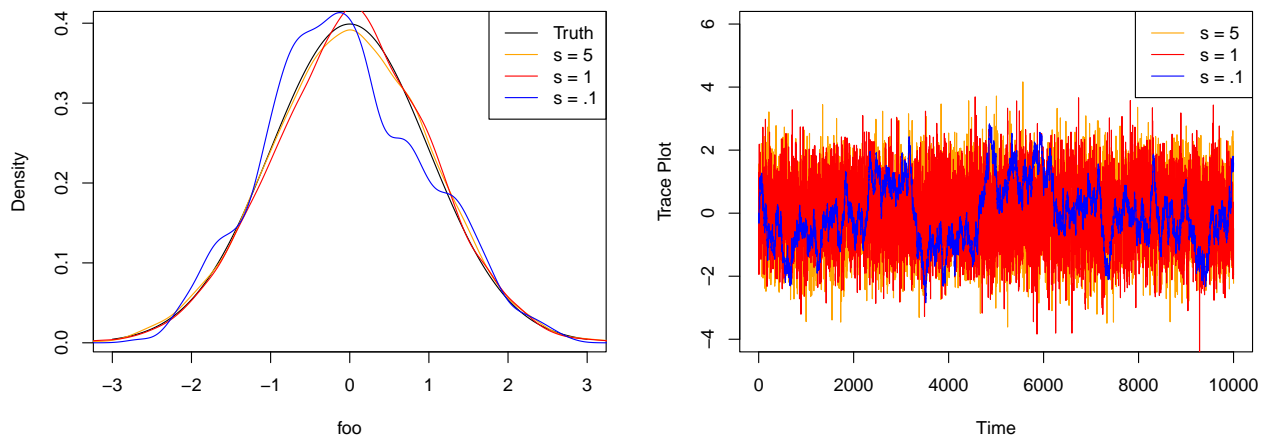 Density
0.0
0.1
0.2
0.3
0.4
−3
−2
−1
0
1
2
3
foo
Truth
s = 5
s = 1
s = .1
Trace Plot
−4
−2
0
2
4
6
0
2000
4000
6000
8000
10000
Time
s = 5
s = 1
s = .1